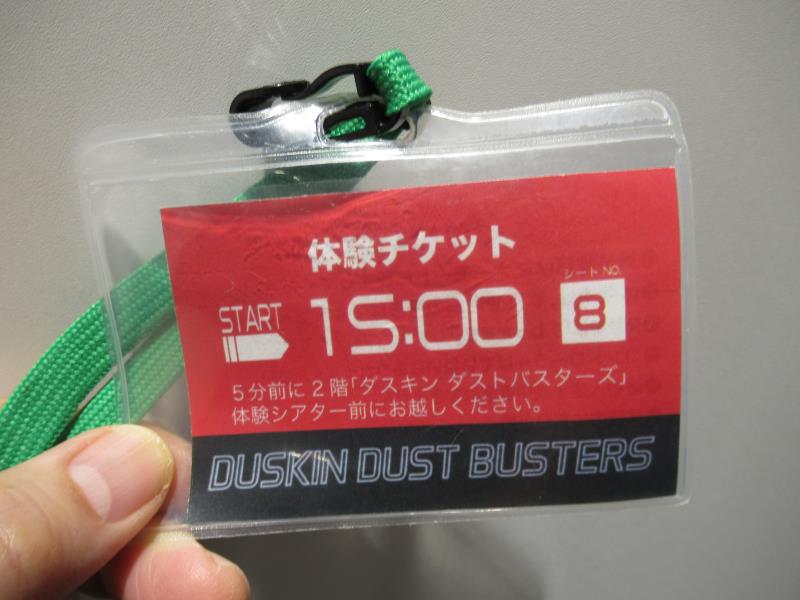 体験チケット
シートNO.
START 15:00 8
5分前に2階「ダスキン ダストバスターズ」
体験シアター前にお越しください。
DUSKIN DUST BUSTERS